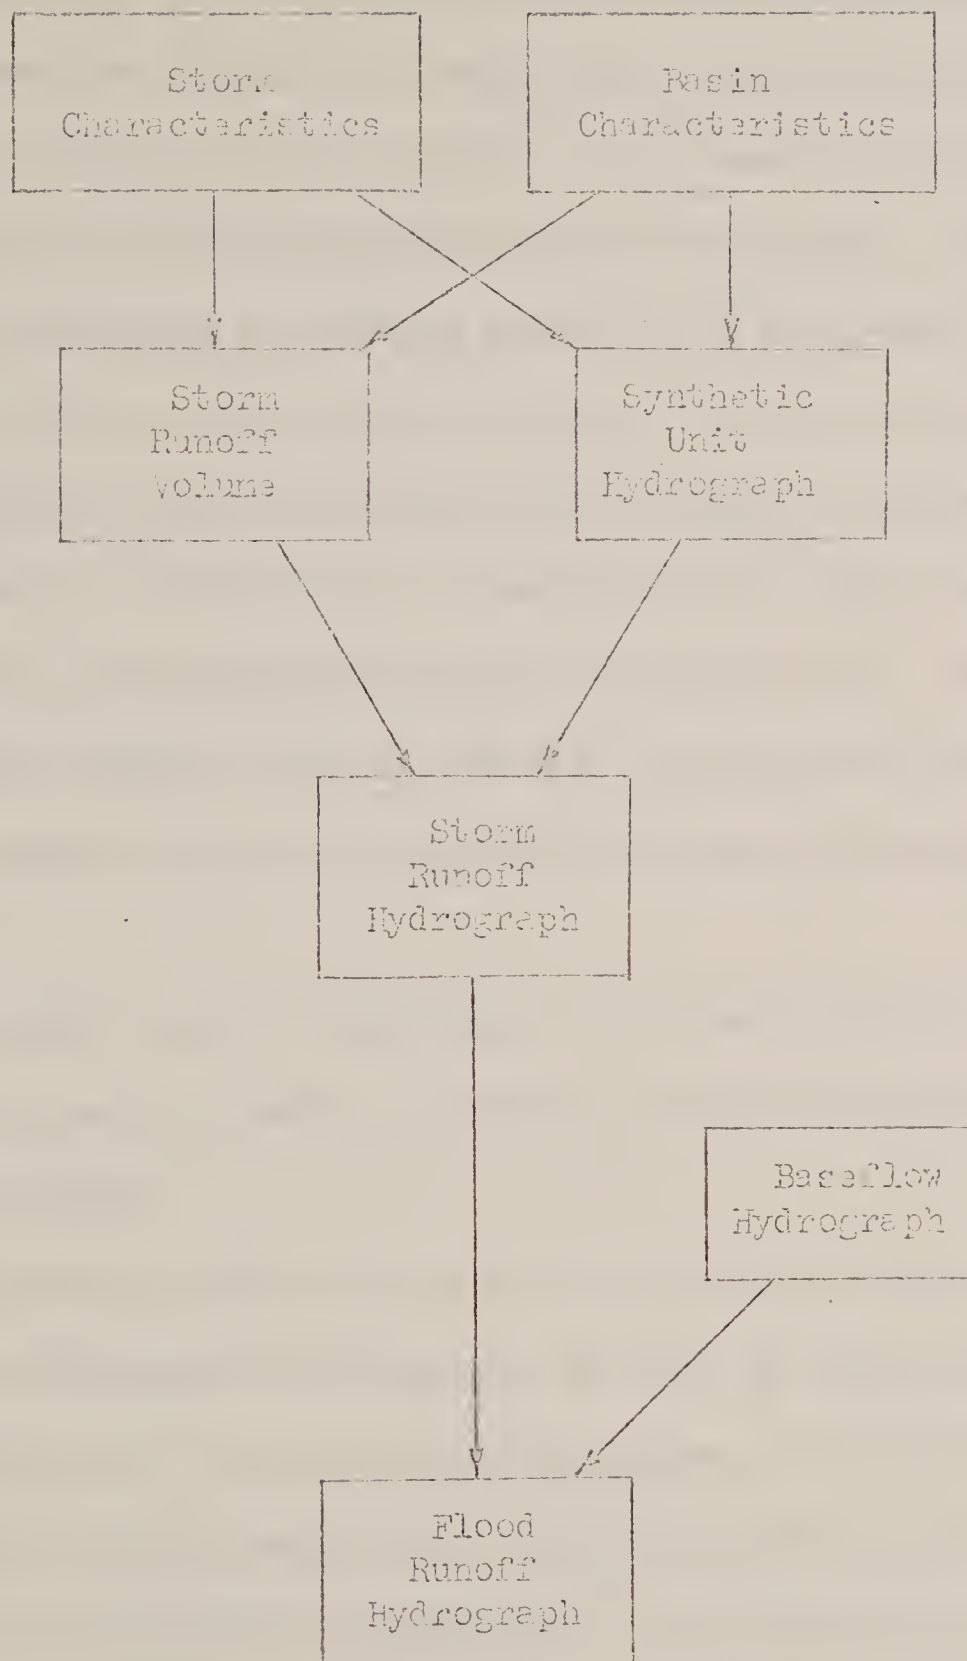 Storm
Characteristics
Basin
Characteristics
Storm
Runoff
Volume
Synthetic
Unit
Hydrograph
Storm
Runoff
Hydrograph
Baseflow
Hydrograph
Flood
Runoff
Hydrograph